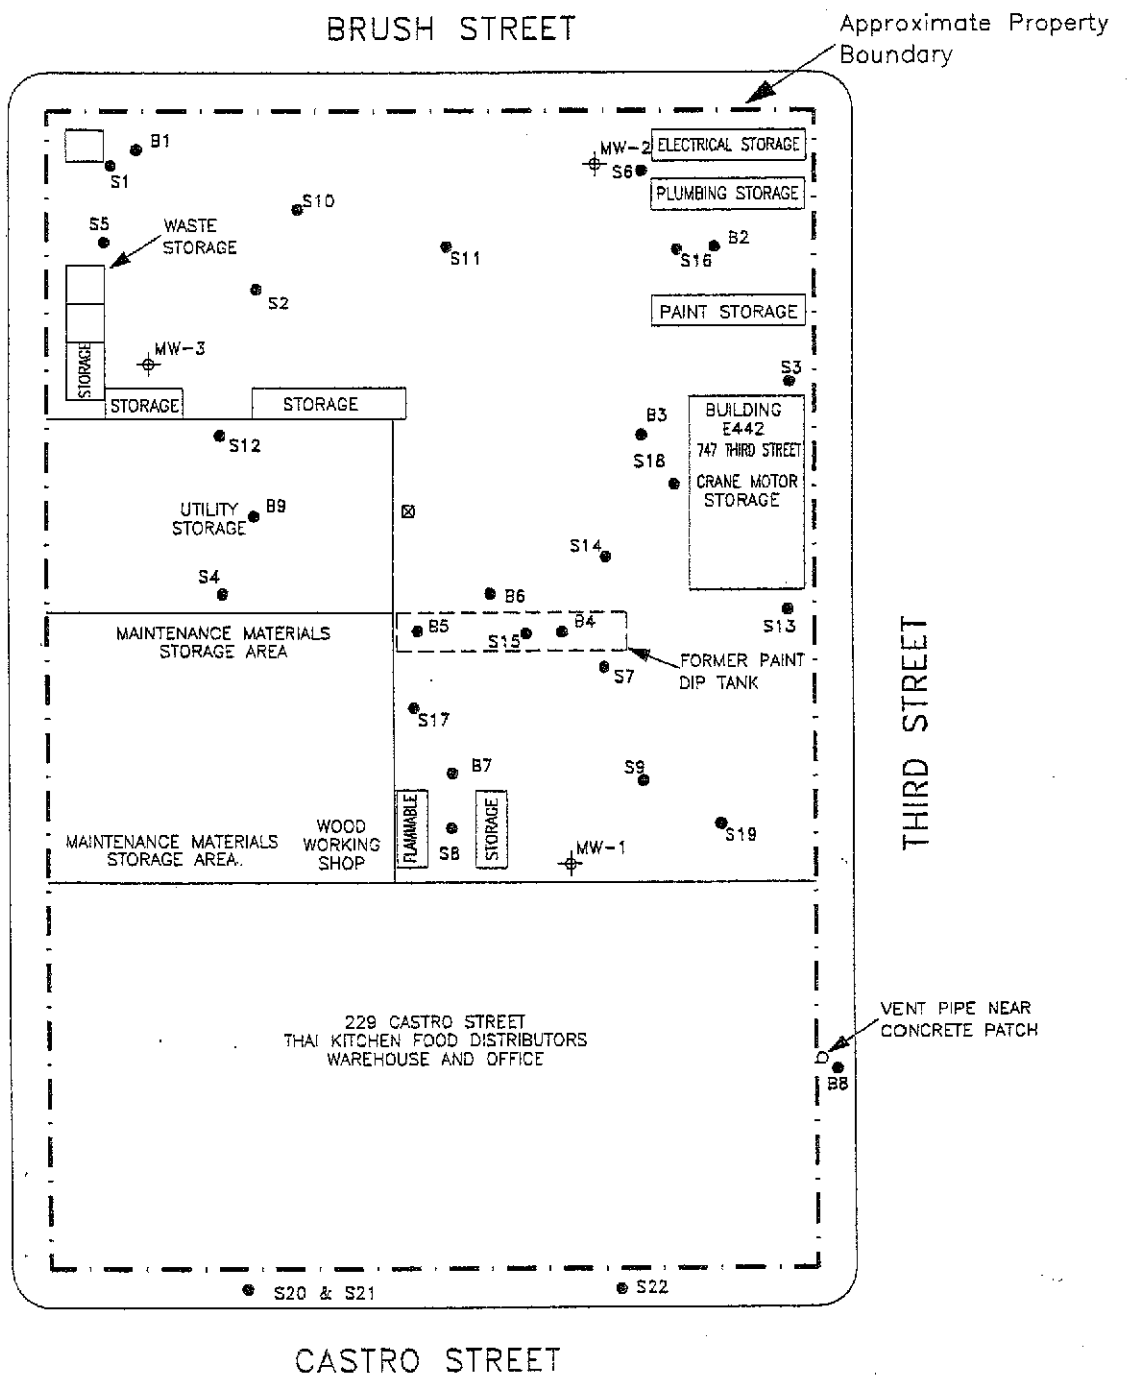 BRUSH STREET
Approximate Property
Boundary
B1
S1
MW-2
S6
ELECTRICAL STORAGE
PLUMBING STORAGE
S10
S5
WASTE
STORAGE
S11
B2
S16
S2
PAINT STORAGE
MW-3
STORAGE
STORAGE
STORAGE
S3
BUILDING
E442
747 THIRD STREET
CRANE MOTOR
STORAGE
B3
S18
S12
UTILITY
STORAGE
B9
S14
S4
B6
MAINTENANCE MATERIALS
STORAGE AREA
B5
S15
B4
S13
FORMER PAINT
DIP TANK
S7
THIRD STREET
S17
B7
S9
FLAMMABLE
S8
STORAGE
S19
MAINTENANCE MATERIALS
STORAGE AREA.
WOOD
WORKING
SHOP
MW-1
229 CASTRO STREET
THAI KITCHEN FOOD DISTRIBUTORS
WAREHOUSE AND OFFICE
VENT PIPE NEAR
CONCRETE PATCH
B8
S20 & S21
S22
CASTRO STREET